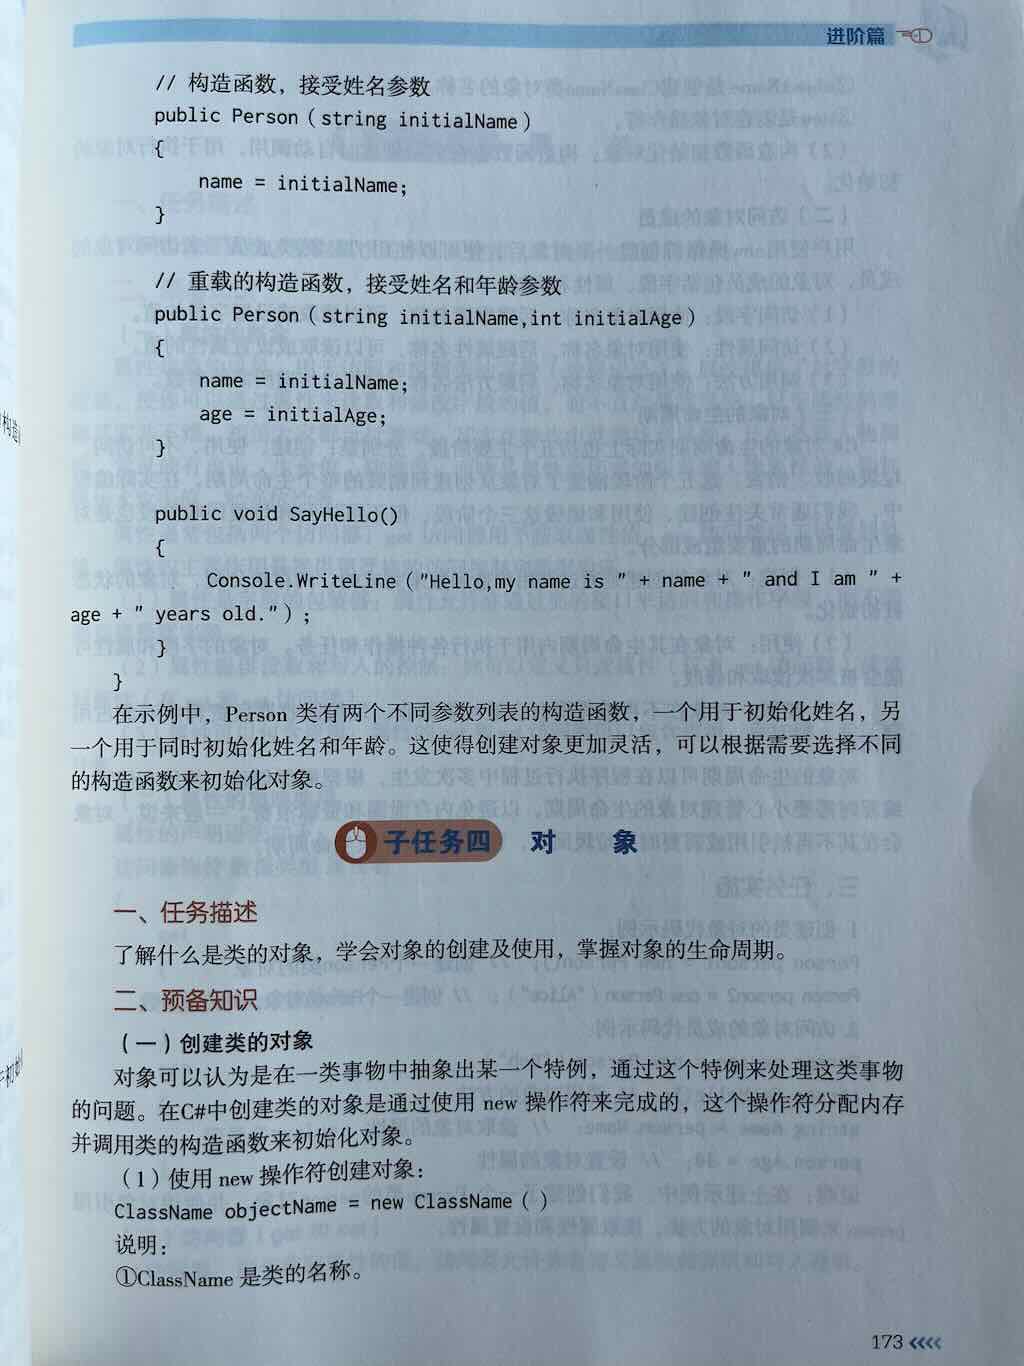 进阶篇
// 构造函数，接受姓名参数
public Person（string initialName）
{
name = initialName;
}
// 重载的构造函数，接受姓名和年龄参数
public Person（string initialName,int initialAge）
{
name = initialName;
age = initialAge;
}
public void SayHello()
{
Console.WriteLine（"Hello,my name is " + name + " and I am " +
age + " years old."）;
}
}
在示例中，Person 类有两个不同参数列表的构造函数，一个用于初始化姓名，另
一个用于同时初始化姓名和年龄。这使得创建对象更加灵活，可以根据需要选择不同
的构造函数来初始化对象。
子任务四 对 象
一、任务描述
了解什么是类的对象，学会对象的创建及使用，掌握对象的生命周期。
二、预备知识
（一）创建类的对象
对象可以认为是在一类事物中抽象出某一个特例，通过这个特例来处理这类事物
的问题。在C#中创建类的对象是通过使用 new 操作符来完成的，这个操作符分配内存
并调用类的构造函数来初始化对象。
（1）使用 new 操作符创建对象：
ClassName objectName = new ClassName（）
说明：
①ClassName 是类的名称。
173